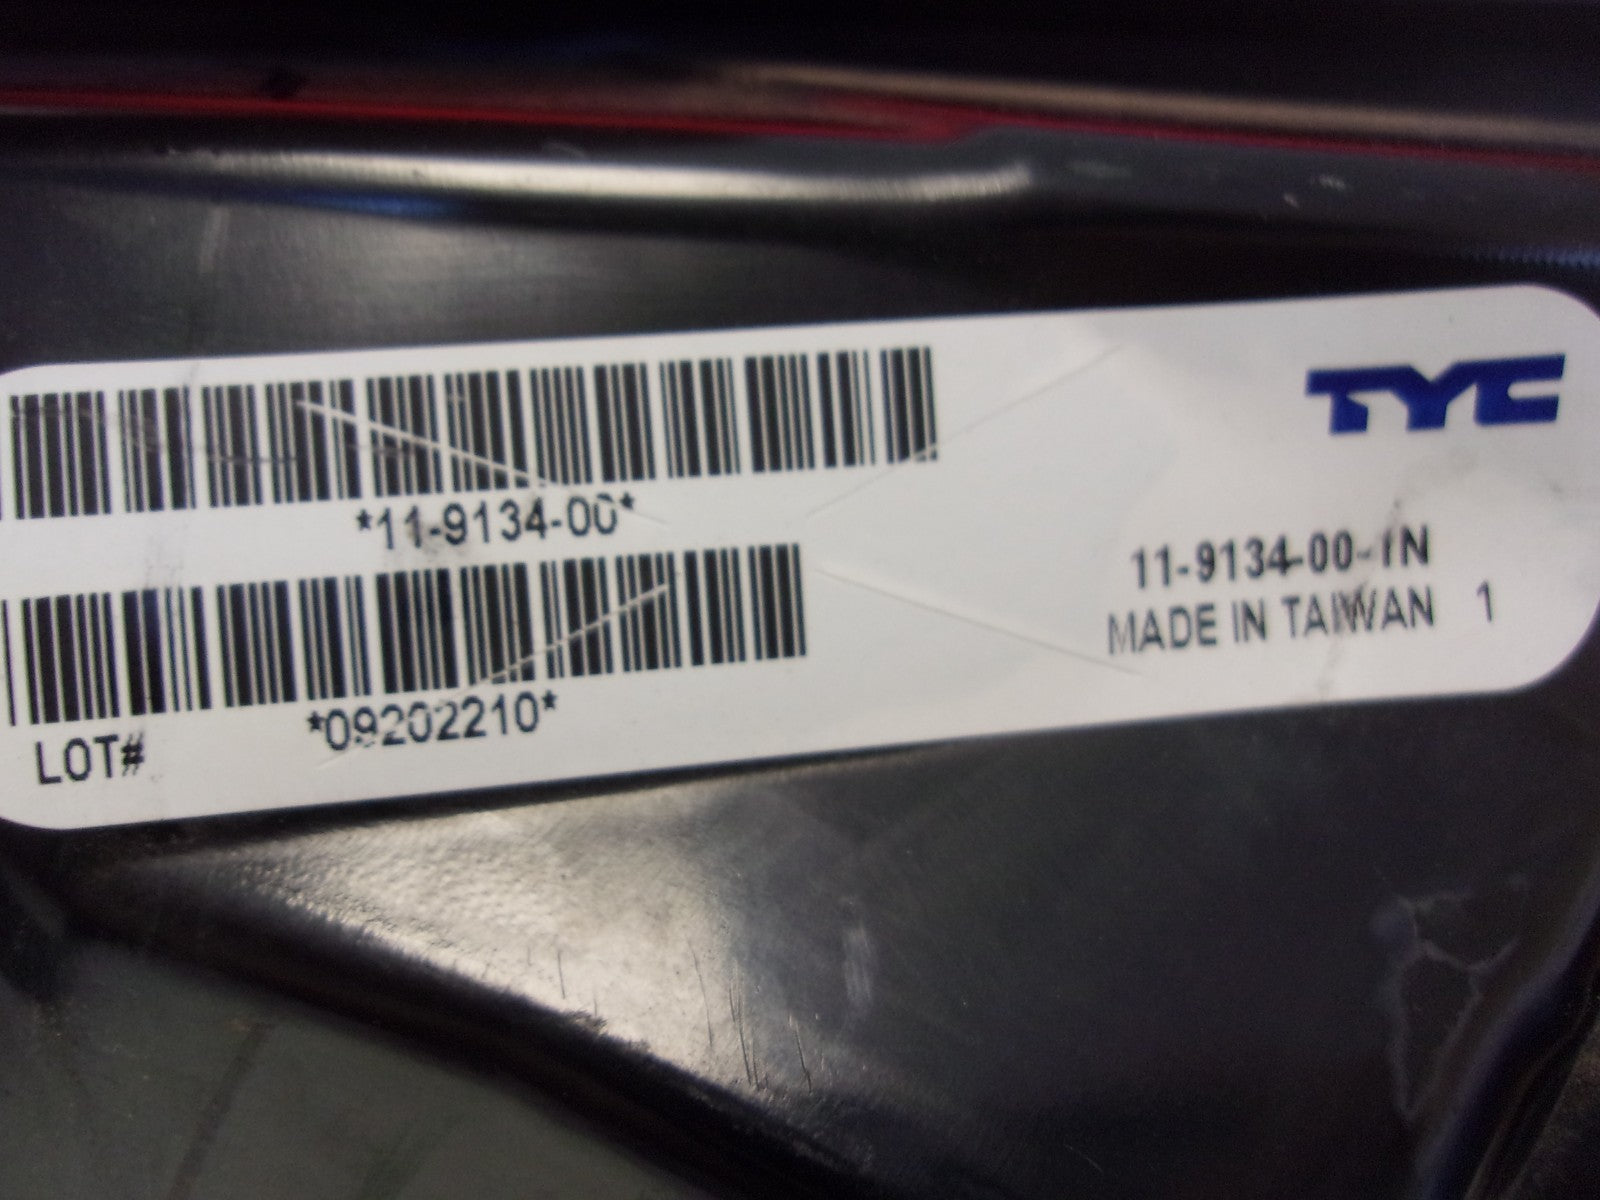 TYC
*11-9134-00*
11-9134-00-1N
*09202210*
MADE IN TAIWAN 1
LOT#